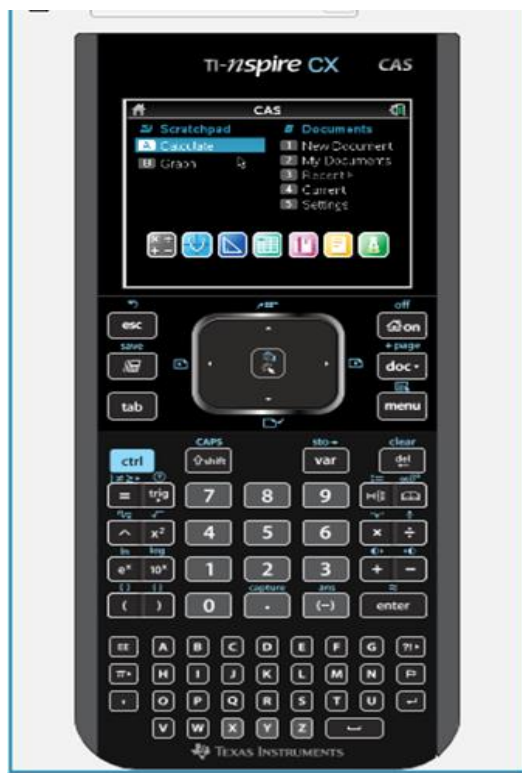 TI-nspire CX CAS
CAS
Scratchpad
A Calculate
B Graph
Documents
1 New Document
2 My Documents
3 Recent
4 Current
5 Settings
off
esc
on
save
+page
doc
tab
menu
CAPS
sto
clear
ctrl
shift
var
del
= trig 7 8 9
^ x² 4 5 6 × ÷
ln
eˣ 10ˣ 1 2 3 + −
{ }
capture
ans
≈
( ) 0 . (−) enter
EE A B C D E F G ?!
π H I J K L M N
, O P Q R S T U
V W X Y Z
TEXAS INSTRUMENTS